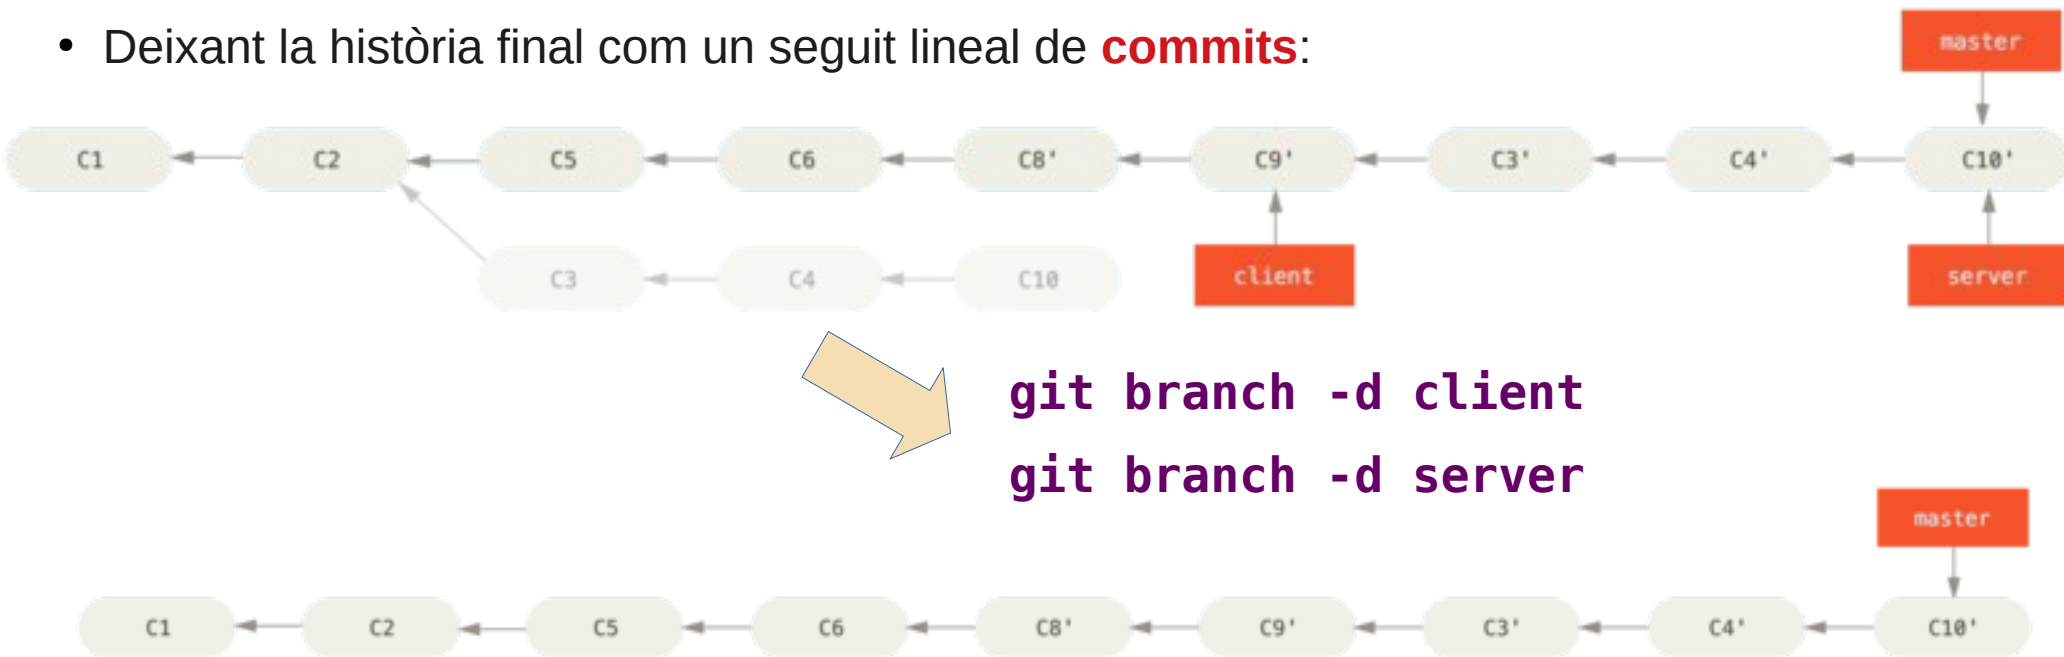 • Deixant la història final com un seguit lineal de commits:
master
C1 C2 C5 C6 C8' C9' C3' C4' C10'
C3 C4 C10
client
server
git branch -d client
git branch -d server
master
C1 C2 C5 C6 C8' C9' C3' C4' C10'